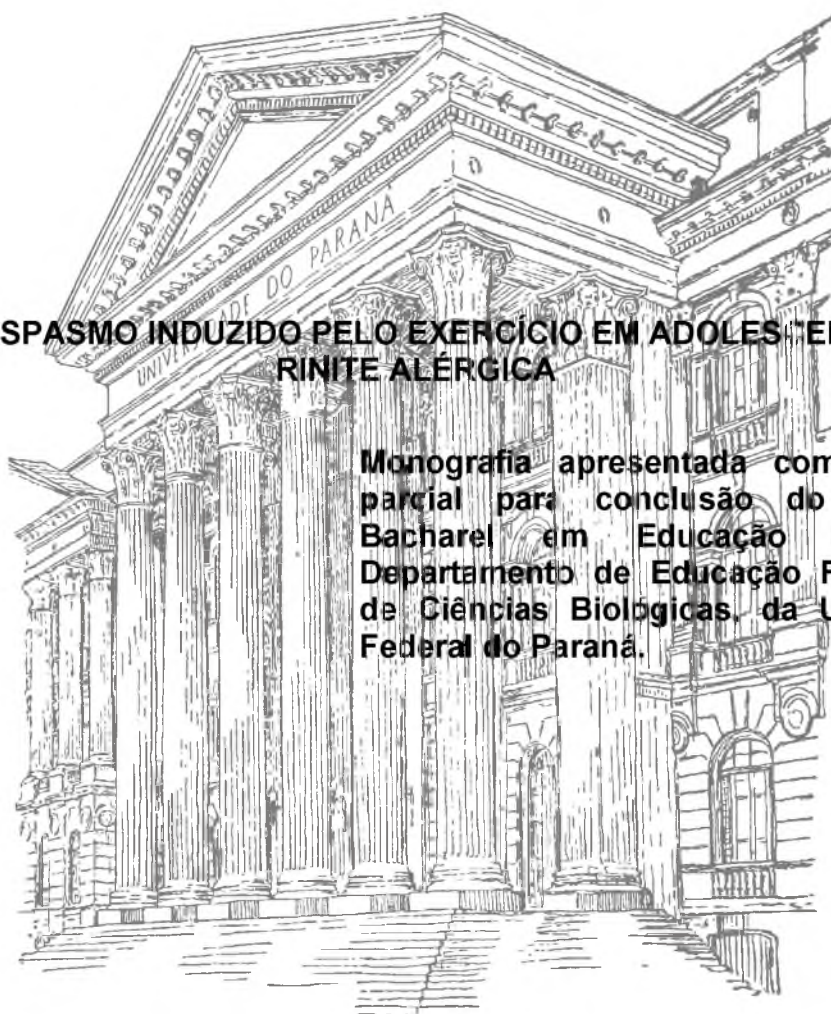 UNIVERSIDADE DO PARANÁ
SPASMO INDUZIDO PELO EXERCÍCIO EM ADOLESCE
RINITE ALÉRGICA
Monografia apresentada com
parcial para conclusão do
Bacharel em Educação
Departamento de Educação F
de Ciências Biológicas, da U
Federal do Paraná.